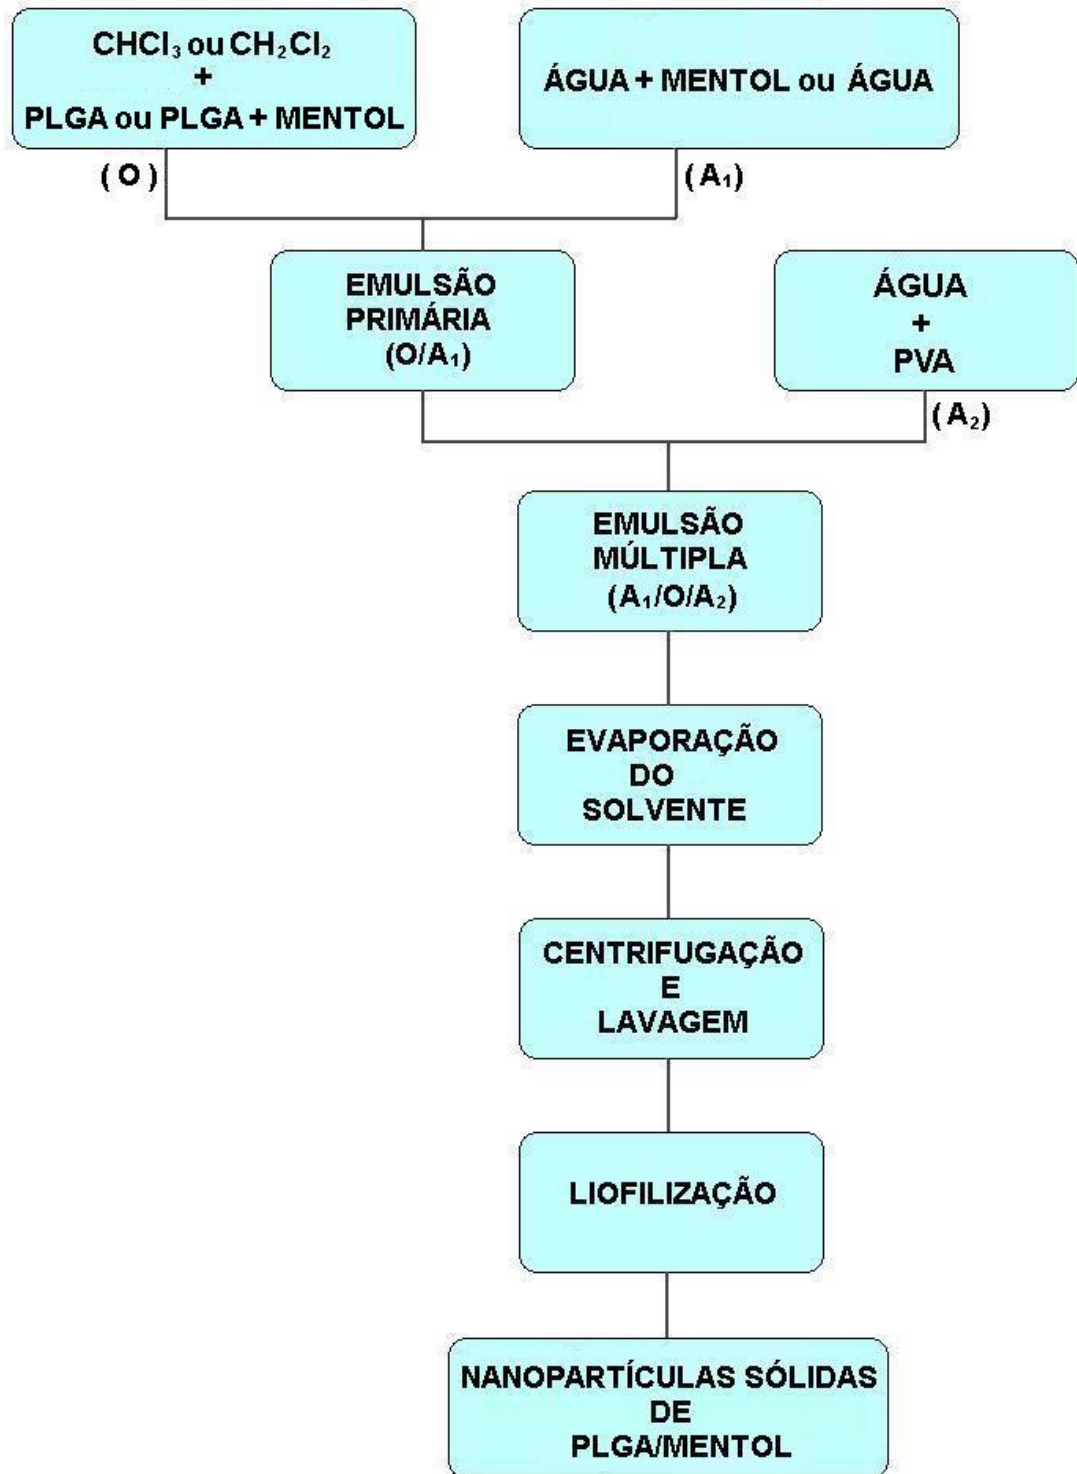 CHCl₃ ou CH₂Cl₂
+
PLGA ou PLGA + MENTOL
ÁGUA + MENTOL ou ÁGUA
( O )
(A₁)
EMULSÃO
PRIMÁRIA
(O/A₁)
ÁGUA
+
PVA
(A₂)
EMULSÃO
MÚLTIPLA
(A₁/O/A₂)
EVAPORAÇÃO
DO
SOLVENTE
CENTRIFUGAÇÃO
E
LAVAGEM
LIOFILIZAÇÃO
NANOPARTÍCULAS SÓLIDAS
DE
PLGA/MENTOL